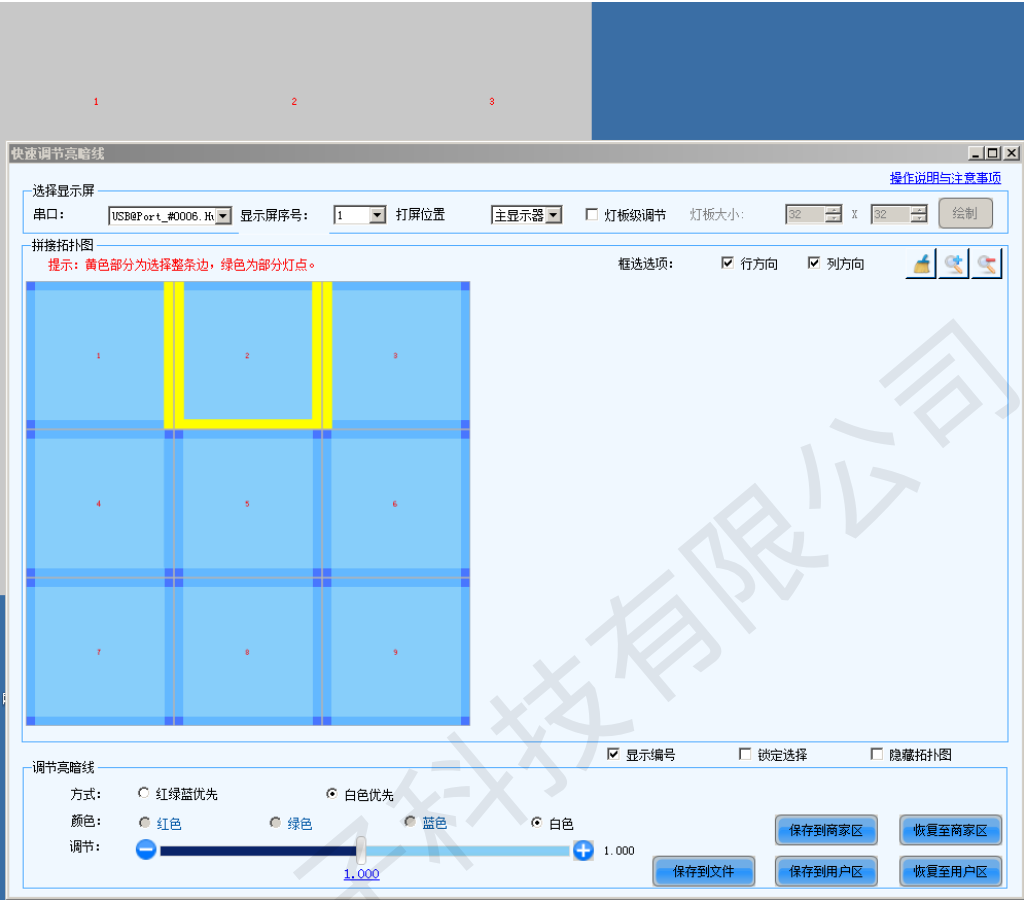 1 2 3
快速调节亮暗线
操作说明与注意事项
选择显示屏
串口: USB@Port_#0006.Hu 显示屏序号: 1 打屏位置 主显示器 灯板级调节 灯板大小: 32 X 32 绘制
拼接拓扑图
提示: 黄色部分为选择整条边, 绿色为部分灯点。 框选选项: 行方向 列方向
1 2 3
4 5 6
7 8 9
显示编号 锁定选择 隐藏拓扑图
调节亮暗线
方式: 红绿蓝优先 白色优先
颜色: 红色 绿色 蓝色 白色
调节: 1.000
1.000
保存到商家区 恢复至商家区
保存到文件 保存到用户区 恢复至用户区
子科技有限公司